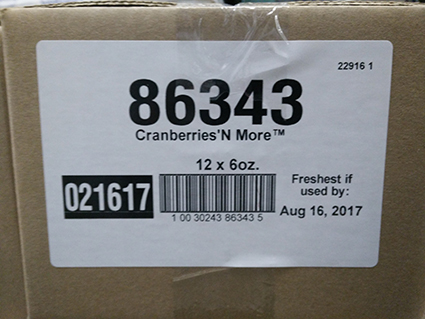 22916 1
86343
Cranberries'N More™
12 x 6oz.
021617
1 00 30243 86343 5
Freshest if
used by:
Aug 16, 2017